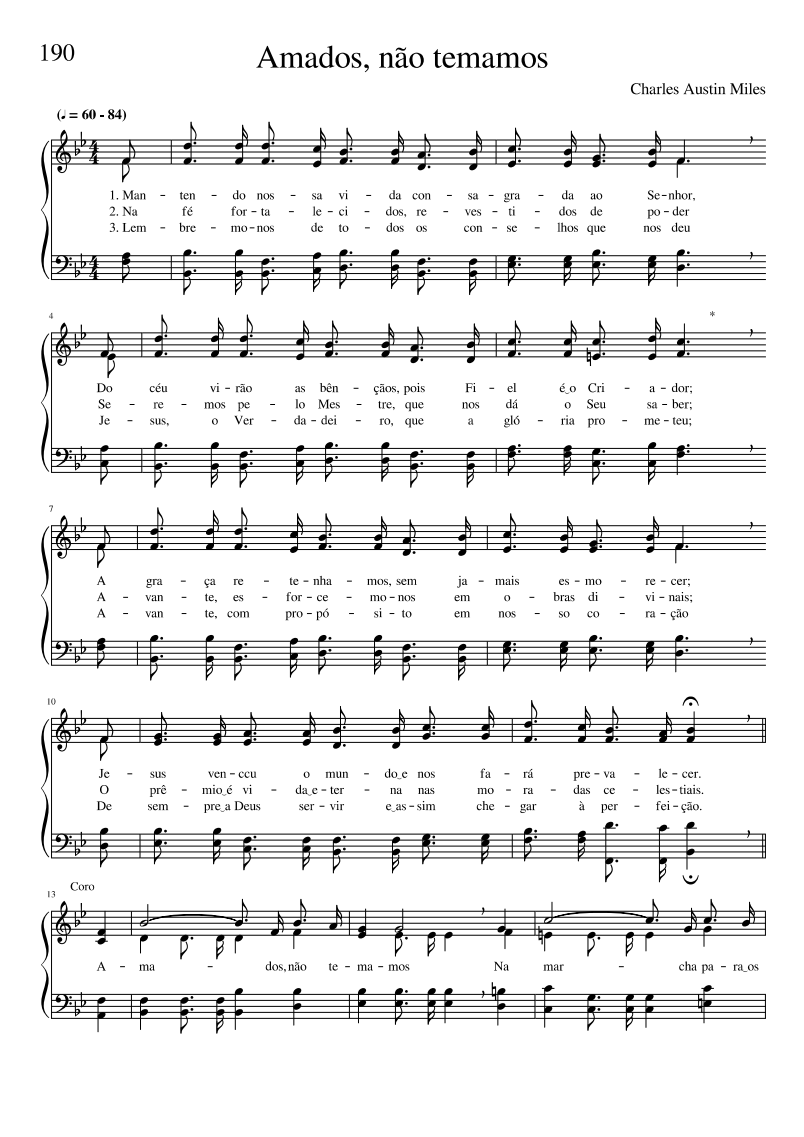 190
Amados, não temamos
Charles Austin Miles
(♩ = 60 - 84)
1. Man - ten - do nos - sa vi - da con - sa - gra - da ao Se - nhor,
2. Na fé for - ta - le - ci - dos, re - ves - ti - dos de po - der
3. Lem - bre - mo - nos de to - dos os con - se - lhos que nos deu
4
*
Do céu vi - rão as bên - çãos, pois Fi - el é_o Cri - a - dor;
Se - re - mos pe - lo Mes - tre, que nos dá o Seu sa - ber;
Je - sus, o Ver - da - dei - ro, que a gló - ria pro - me - teu;
7
A gra - ça re - te - nha - mos, sem ja - mais es - mo - re - cer;
A - van - te, es - for - ce - mo - nos em o - bras di - vi - nais;
A - van - te, com pro - pó - si - to em nos - so co - ra - ção
10
Je - sus ven - ceu o mun - do_e nos fa - rá pre - va - le - cer.
O prê - mio_é vi - da_e - ter - na nas mo - ra - das ce - les - tiais.
De sem - pre_a Deus ser - vir e_as - sim che - gar à per - fei - ção.
13
Coro
A - ma - dos, não te - ma - mos Na mar - cha pa - ra_os